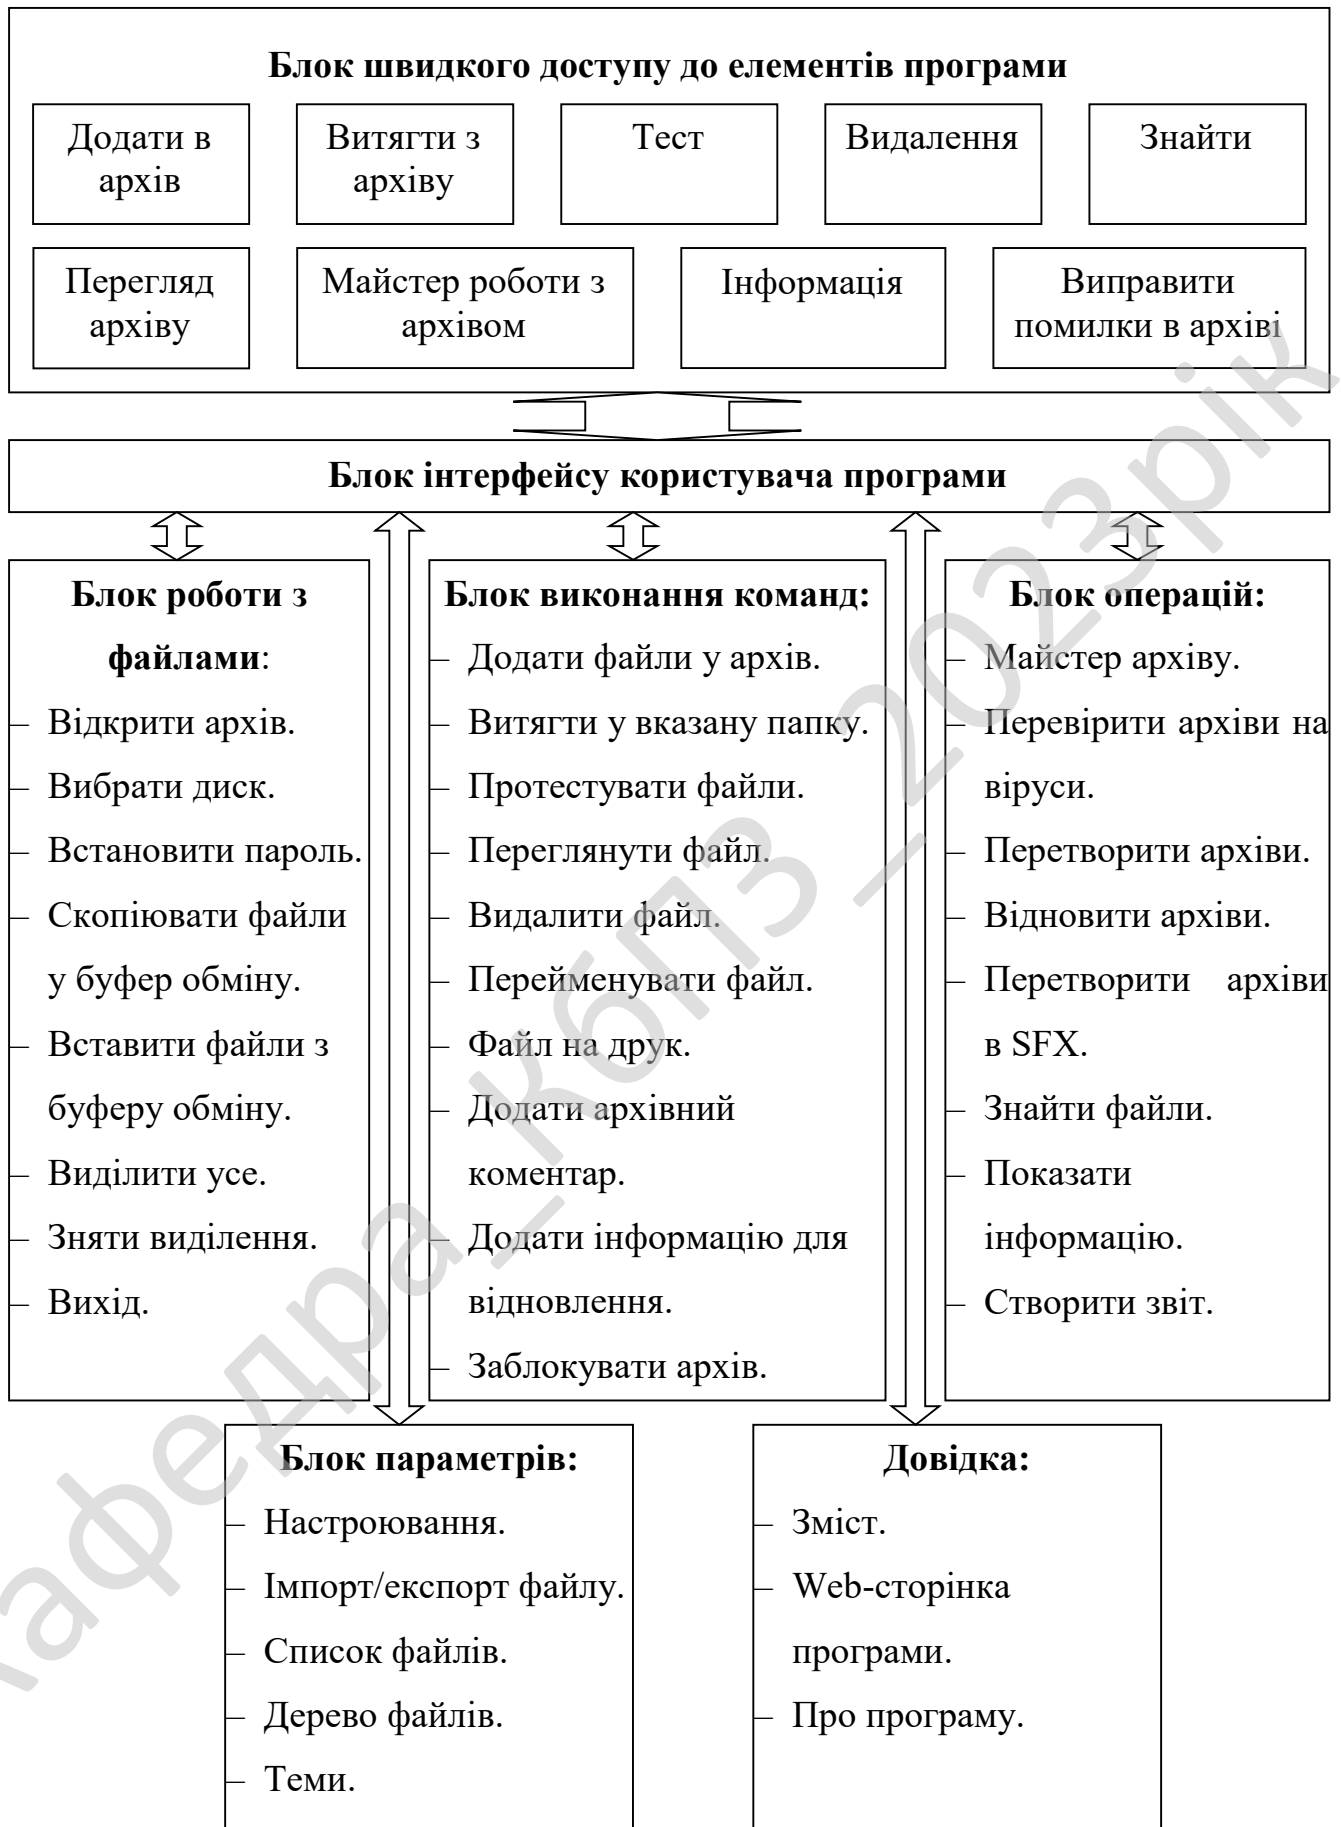 Блок швидкого доступу до елементів програми
Додати в
архів
Витягти з
архіву
Тест
Видалення
Знайти
Перегляд
архіву
Майстер роботи з
архівом
Інформація
Виправити
помилки в архіві
Блок інтерфейсу користувача програми
Блок роботи з
файлами:
– Відкрити архів.
– Вибрати диск.
– Встановити пароль.
– Скопіювати файли
у буфер обміну.
– Вставити файли з
буферу обміну.
– Виділити усе.
– Зняти виділення.
– Вихід.
Блок виконання команд:
– Додати файли у архів.
– Витягти у вказану папку.
– Протестувати файли.
– Переглянути файл.
– Видалити файл.
– Перейменувати файл.
– Файл на друк.
– Додати архівний
коментар.
– Додати інформацію для
відновлення.
– Заблокувати архів.
Блок операцій:
– Майстер архіву.
– Перевірити архіви на
віруси.
– Перетворити архіви.
– Відновити архіви.
– Перетворити архіви
в SFX.
– Знайти файли.
– Показати
інформацію.
– Створити звіт.
Блок параметрів:
– Настроювання.
– Імпорт/експорт файлу.
– Список файлів.
– Дерево файлів.
– Теми.
Довідка:
– Зміст.
– Web-сторінка
програми.
– Про програму.
кафедра_Кбпз_2023рік